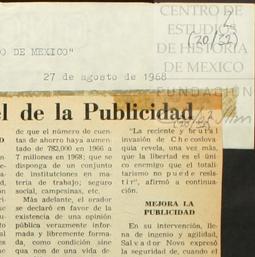 CENTRO DE
ESTUDIOS
DE HISTORIA
DE MEXICO
(20/22)
O DE MEXICO"
27 de agosto de 1968
FUNDACION
el de la Publicidad
de que el número de cuen-
tas de ahorro haya aumen-
tado de 782,000 en 1966 a
7 millones en 1968; que se
disponga de un conjunto
de instituciones en ma-
teria de trabajo; seguro
social, campesinas, etc.
Más adelante, el orador
se declaró en favor de la
existencia de una opinión
pública verazmente infor-
mada y libremente forma-
da, como condición sine
qua non de una vida de-
"La reciente y brutal
invasión de Checoslova
quia revela, una vez más,
que la libertad es el úni
co enemigo que el totali-
tarismo no puede resis-
tir", afirmó a continua-
ción.
MEJORA LA
PUBLICIDAD
En su intervención, lle-
na de ingenio y agilidad,
Salvador Novo expresó
la seguridad de, cuando el